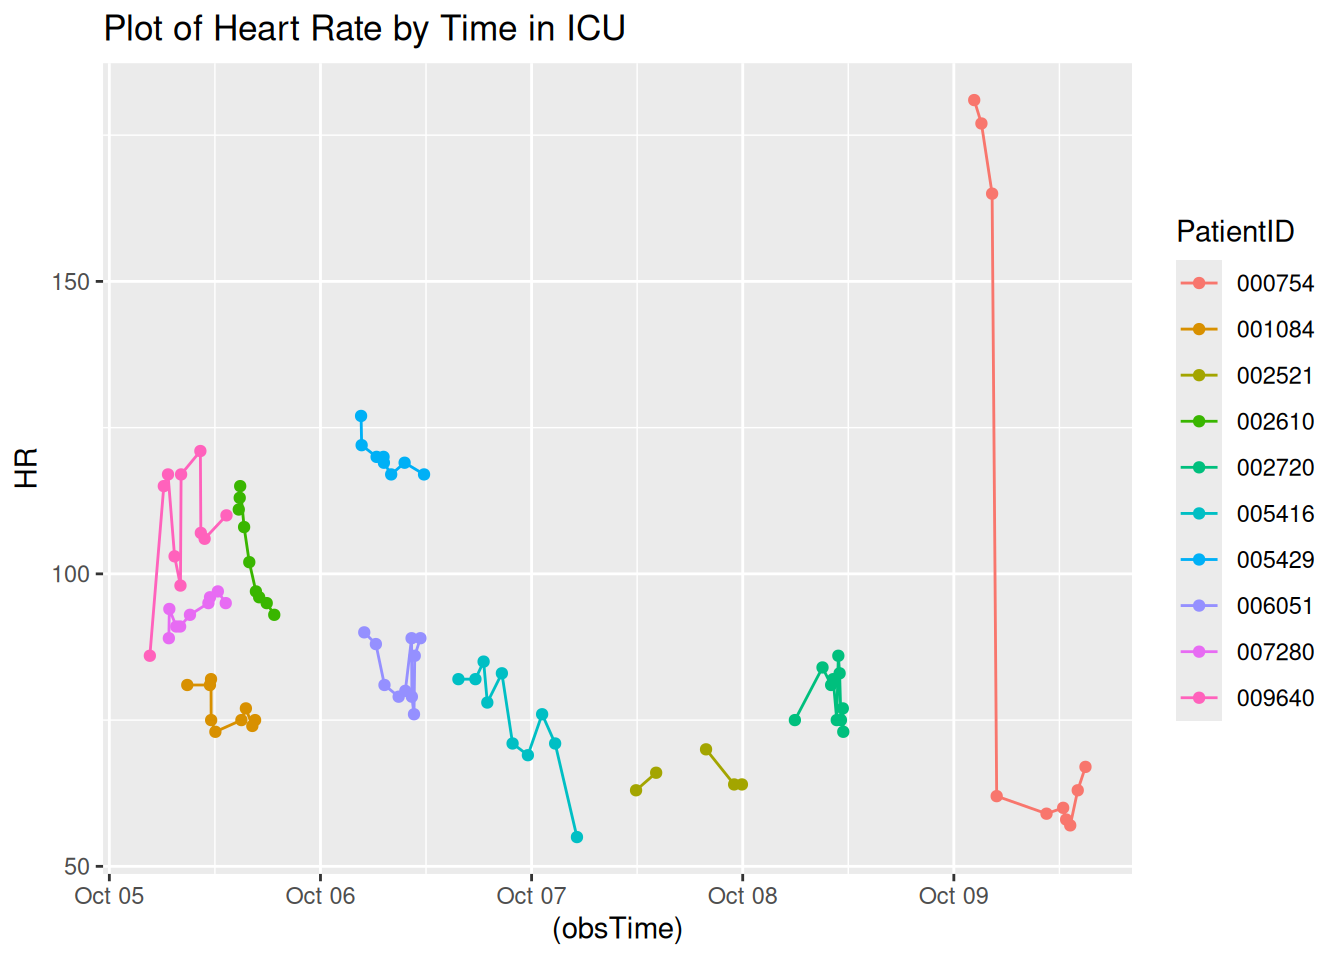 Plot of Heart Rate by Time in ICU
HR
150
100
50
Oct 05 Oct 06 Oct 07 Oct 08 Oct 09
(obsTime)
PatientID
000754
001084
002521
002610
002720
005416
005429
006051
007280
009640